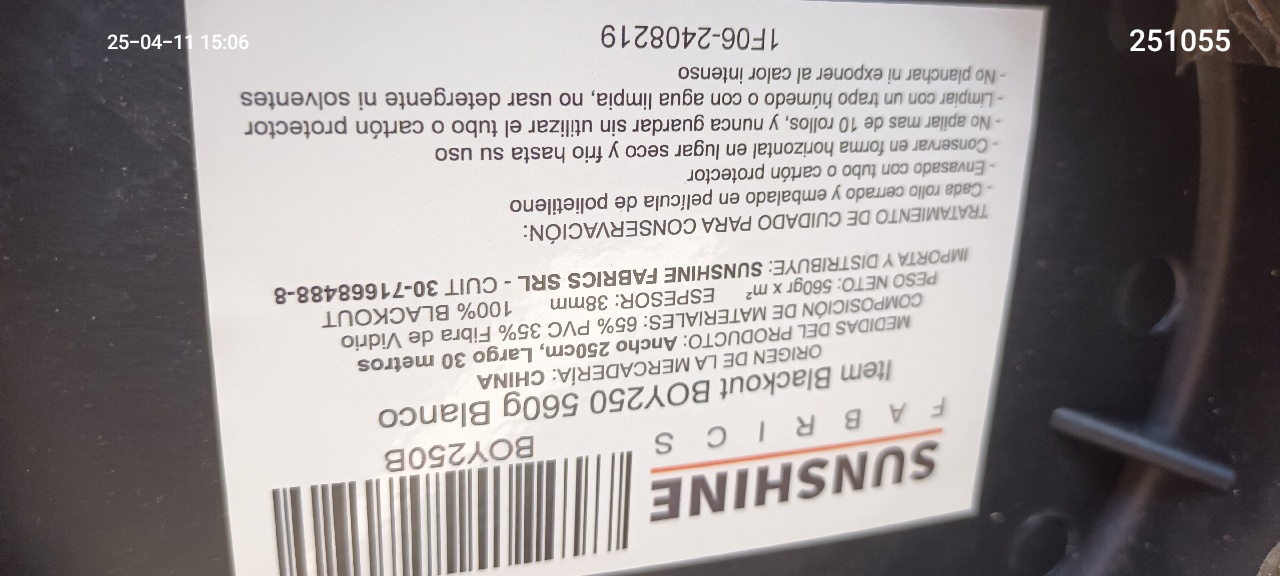 25-04-11 15:06
251055
SUNSHINE
FABRICS
BOY250B
Item Blackout BOY250 560g Blanco
ORIGEN DE LA MERCADERÍA: CHINA
MEDIDAS DEL PRODUCTO: Ancho 250cm, Largo 30 metros
COMPOSICIÓN DE MATERIALES: 65% PVC 35% Fibra de Vidrio
PESO NETO: 560gr x m² ESPESOR: 38mm 100% BLACKOUT
IMPORTA Y DISTRIBUYE: SUNSHINE FABRICS SRL - CUIT 30-71668488-8
TRATAMIENTO DE CUIDADO PARA CONSERVACIÓN:
- Cada rollo cerrado y embalado en película de polietileno
- Envasado con tubo o cartón protector
- Conservar en forma horizontal en lugar seco y frio hasta su uso
- No apilar mas de 10 rollos, y nunca guardar sin utilizar el tubo o cartón protector
- Limpiar con un trapo húmedo o con agua limpia, no usar detergente ni solventes
- No planchar ni exponer al calor intenso
1F06-2408219